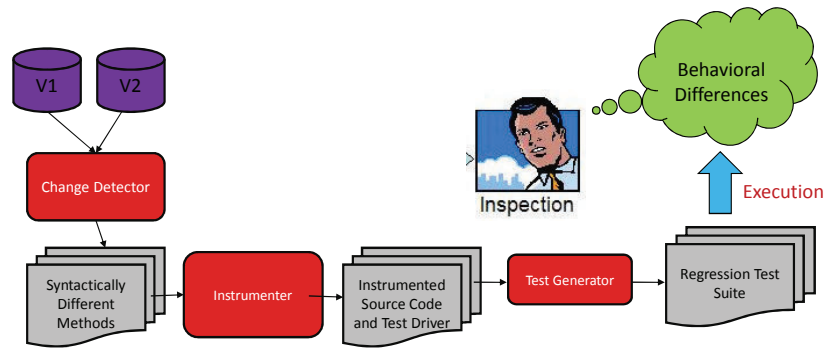 V1
V2
Change Detector
Syntactically
Different
Methods
Instrumenter
Instrumented
Source Code
and Test Driver
Test Generator
Regression Test
Suite
Execution
Behavioral
Differences
Inspection